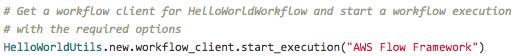 # Get a workflow client for HelloWorldWorkflow and start a workflow execution
# with the required options
HelloWorldUtils.new.workflow_client.start_execution("AWS Flow Framework")